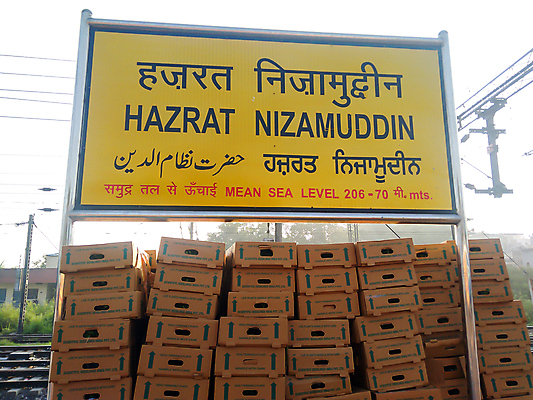 हज़रत निज़ामुद्दीन
HAZRAT NIZAMUDDIN
حضرت نظام الدین ਹਜ਼ਰਤ ਨਿਜਾਮੂਦੀਨ
समुद्र तल से ऊँचाई MEAN SEA LEVEL 206-70 मी. mts.